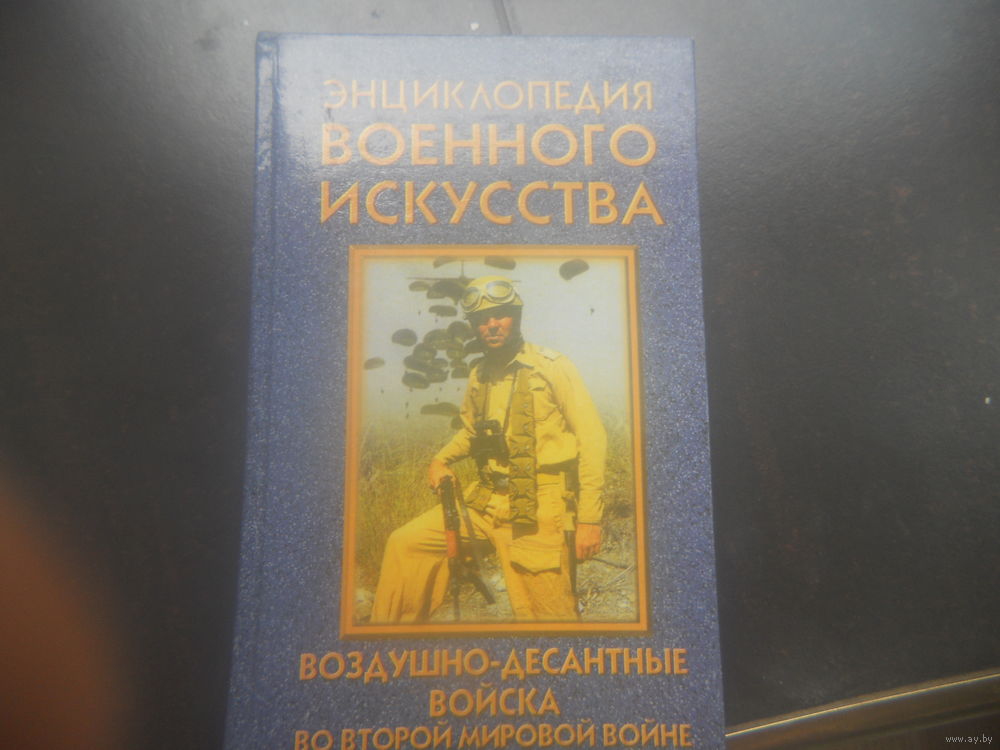 ЭНЦИКЛОПЕДИЯ
ВОЕННОГО
ИСКУССТВА
ВОЗДУШНО-ДЕСАНТНЫЕ
ВОЙСКА
ВО ВТОРОЙ МИРОВОЙ ВОЙНЕ
www.ay.by